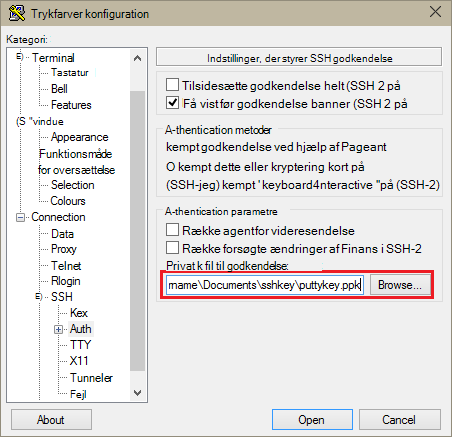 Trykfarver konfiguration
Kategori:
Terminal
Tastatur
Bell
Features
(S "vindue
Appearance
Funktionsmåde
for oversættelse
Selection
Colours
Connection
Data
Proxy
Telnet
Rlogin
SSH
Kex
Auth
TTY
X11
Tunneler
Fejl
Indstillinger, der styrer SSH godkendelse
Tilsidesætte godkendelse helt (SSH 2 på
Få vist før godkendelse banner (SSH 2 på
A-thentication metoder
kempt godkendelse ved hjælp af Pageant
O kempt dette eller kryptering kort på
(SSH-jeg) kempt 'keyboard4nteractive "på (SSH-2)
A-thentication parametre
Række agent for videresendelse
Række forsøgte ændringer af Finans i SSH-2
Privat k fil til godkendelse:
mame\Documents\sshkey\puttykey.ppk
Browse...
About
Open
Cancel